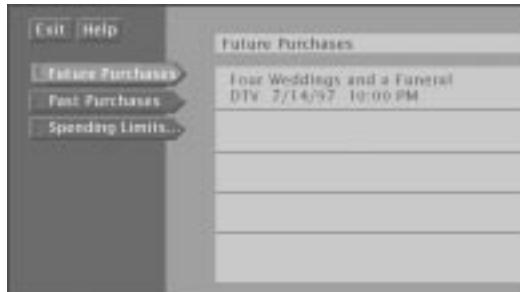 Exit Help
Future Purchases
Past Purchases
Spending Limits...
Future Purchases
Four Weddings and a Funeral
DTV 7/14/97 10:00 PM